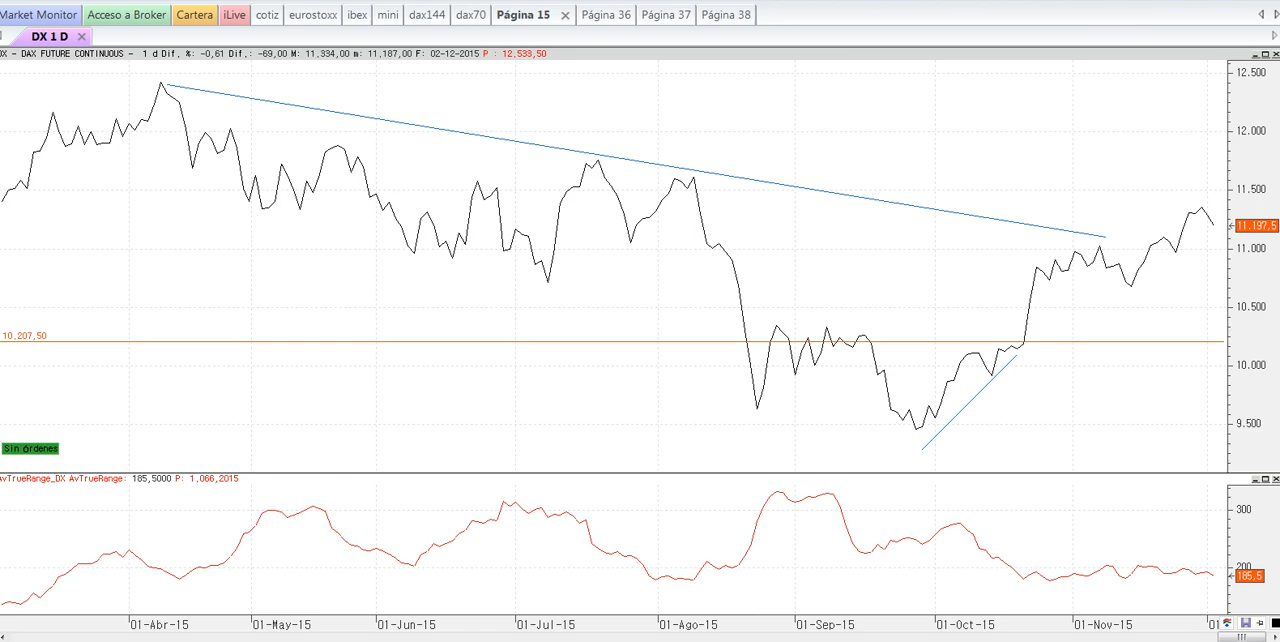 Market Monitor Acceso a Broker Cartera iLive cotiz eurostoxx ibex mini dax144 dax70 Página 15 Página 36 Página 37 Página 38
DX 1 D
DX - DAX FUTURE CONTINUOUS - 1 d Dif. %: -0,61 Dif.: -69,00 M: 11,334,00 m: 11,187,00 F: 02-12-2015 P : 12,533,50
12.500
12.000
11.500
11.197,5
11.000
10.500
10.207,50
10.000
9.500
Sin órdenes
AvTrueRange_DX AvTrueRange: 185,5000 P: 1,066,2015
300
200
185,5
01-Abr-15 01-May-15 01-Jun-15 01-Jul-15 01-Ago-15 01-Sep-15 01-Oct-15 01-Nov-15 01